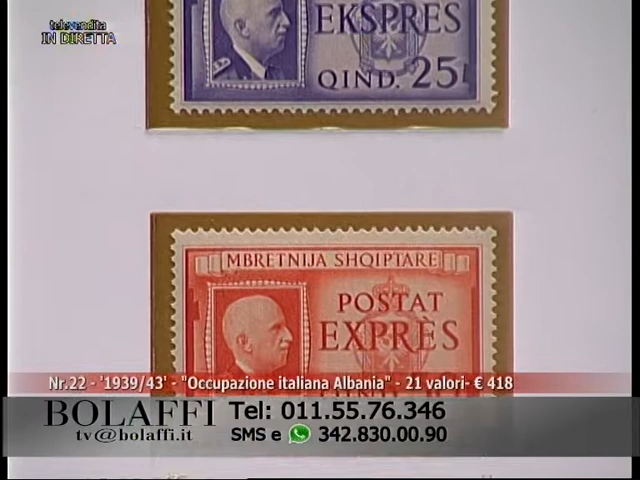 televendita
IN DIRETTA
EKSPRES
QIND. 25
MBRETNIJA SHQIPTARE
POSTAT
EXPRÈS
Nr.22 - '1939/43' - "Occupazione italiana Albania" - 21 valori- € 418
BOLAFFI
tv@bolaffi.it
Tel: 011.55.76.346
SMS e 342.830.00.90